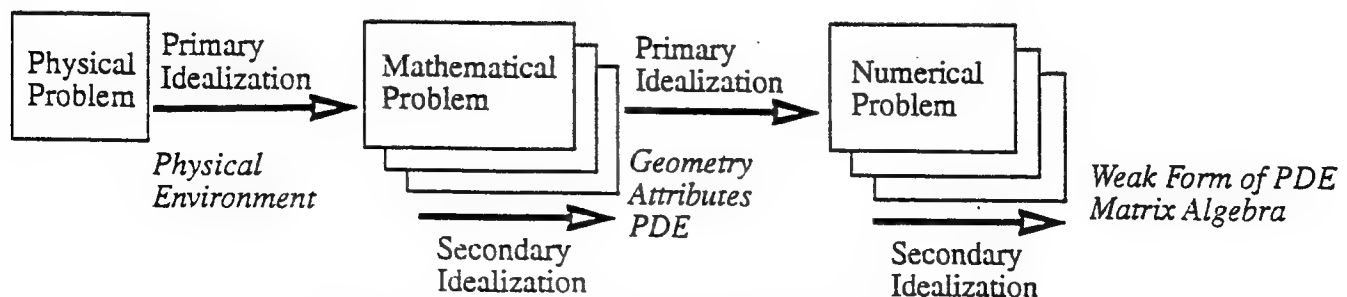 Physical
Problem
Primary
Idealization
Physical
Environment
Mathematical
Problem
Secondary
Idealization
Primary
Idealization
Geometry
Attributes
PDE
Numerical
Problem
Secondary
Idealization
Weak Form of PDE
Matrix Algebra